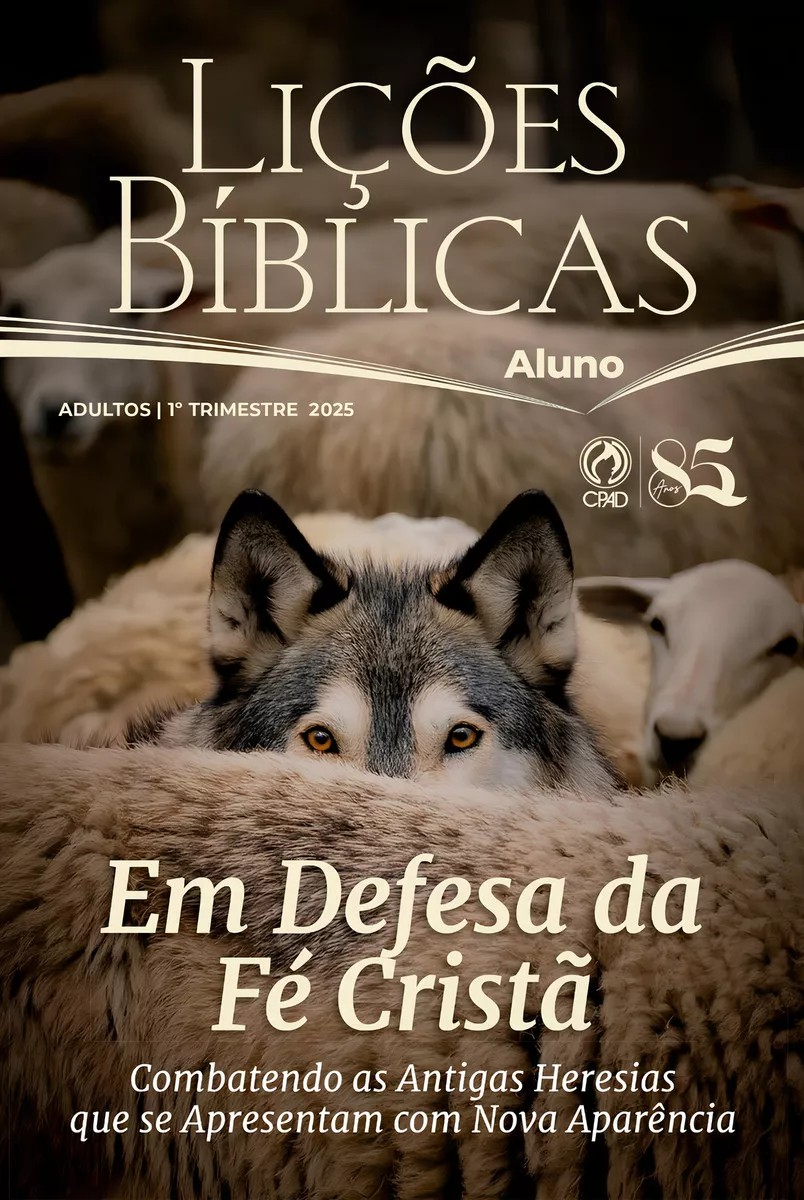 LIÇÕES
BÍBLICAS
Aluno
ADULTOS | 1º TRIMESTRE 2025
CPAD
85
Anos
Em Defesa da
Fé Cristã
Combatendo as Antigas Heresias
que se Apresentam com Nova Aparência